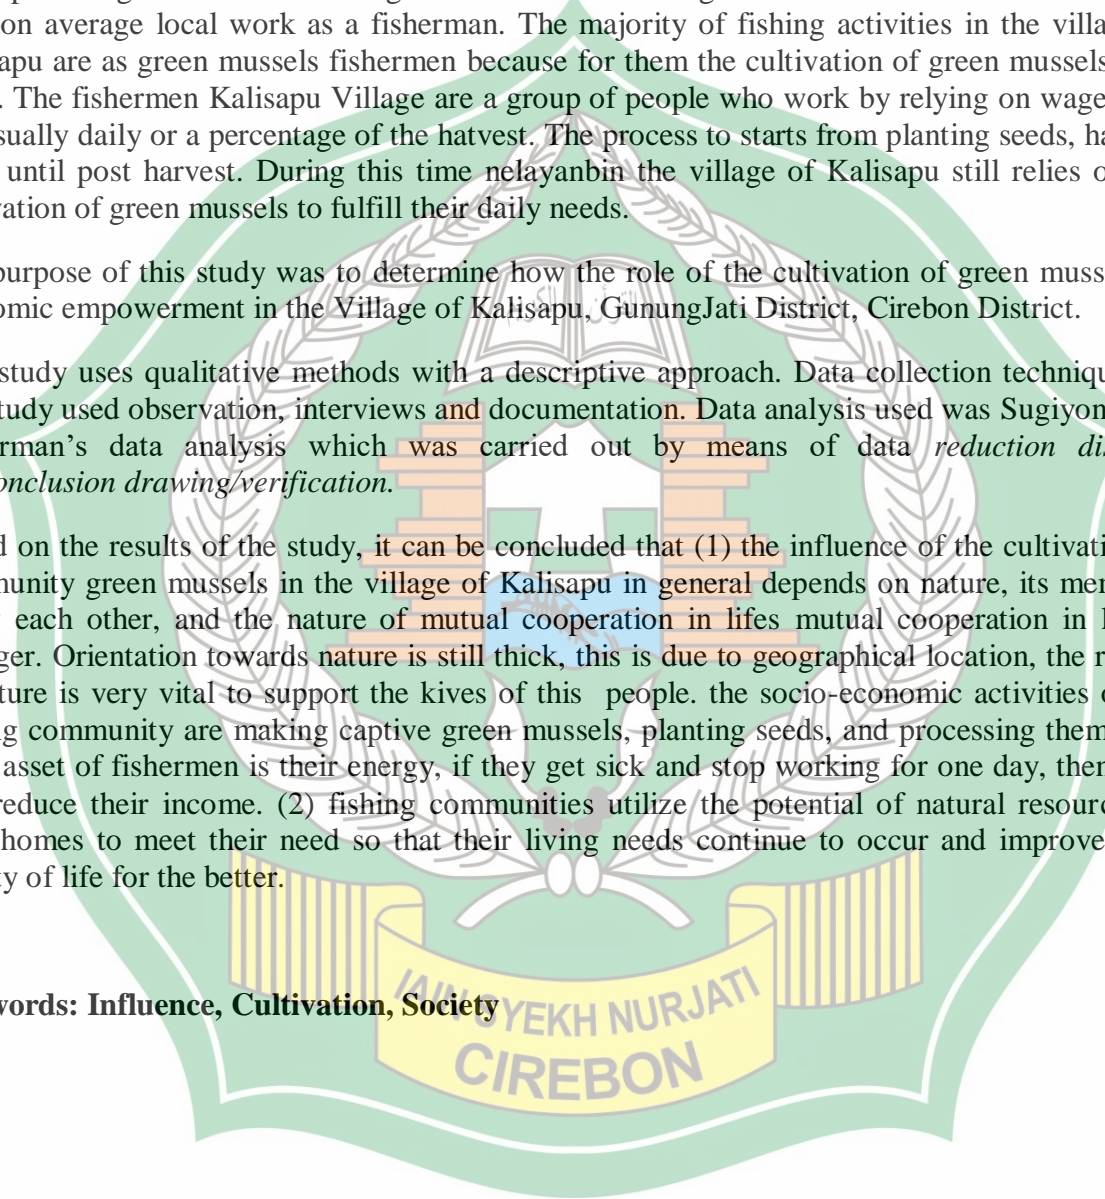 on average local work as a fisherman. The majority of fishing activities in the villa
apu are as green mussels fishermen because for them the cultivation of green mussels
. The fishermen Kalisapu Village are a group of people who work by relying on wage
sually daily or a percentage of the hatvest. The process to starts from planting seeds, ha
until post harvest. During this time nelayanbin the village of Kalisapu still relies o
vation of green mussels to fulfill their daily needs.
purpose of this study was to determine how the role of the cultivation of green muss
omic empowerment in the Village of Kalisapu, GunungJati District, Cirebon District.
study uses qualitative methods with a descriptive approach. Data collection techniqu
tudy used observation, interviews and documentation. Data analysis used was Sugiyon
rman's data analysis which was carried out by means of data reduction dis
onclusion drawing/verification.
d on the results of the study, it can be concluded that (1) the influence of the cultivati
munity green mussels in the village of Kalisapu in general depends on nature, its mem
each other, and the nature of mutual cooperation in lifes mutual cooperation in l
ger. Orientation towards nature is still thick, this is due to geographical location, the r
ture is very vital to support the kives of this people. the socio-economic activities o
ng community are making captive green mussels, planting seeds, and processing them
asset of fishermen is their energy, if they get sick and stop working for one day, then
reduce their income. (2) fishing communities utilize the potential of natural resourc
homes to meet their need so that their living needs continue to occur and improve
ty of life for the better.
words: Influence, Cultivation, Society
IAIN SYEKH NURJATI
CIREBON